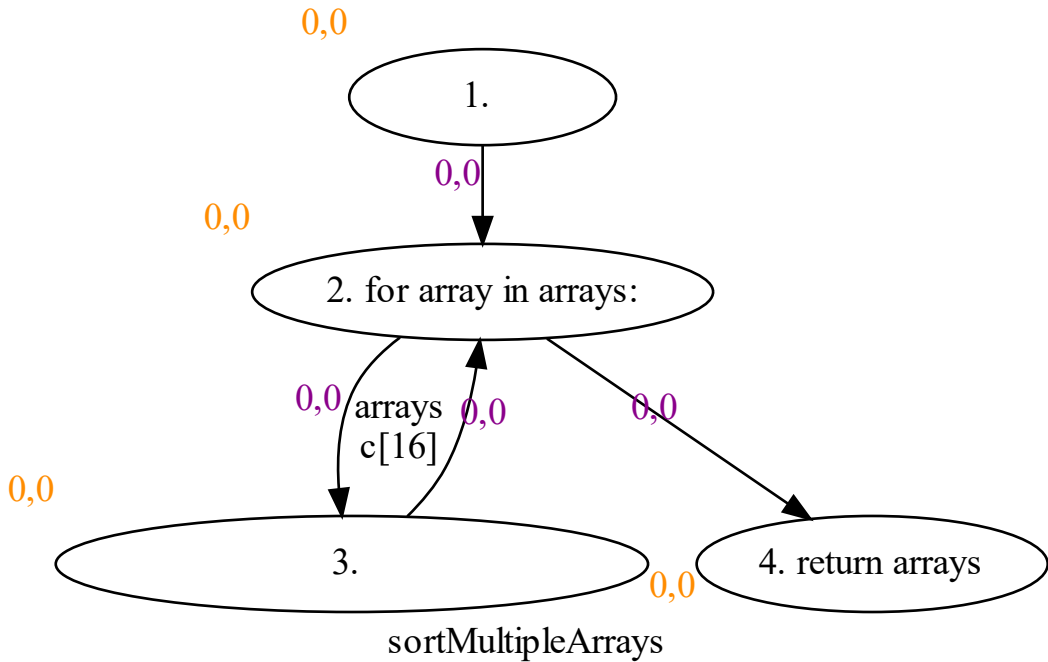 0,0
1.
0,0
0,0
2. for array in arrays:
0,0
arrays
c[16]
0,0
0,0
0,0
3.
0,0
4. return arrays
sortMultipleArrays